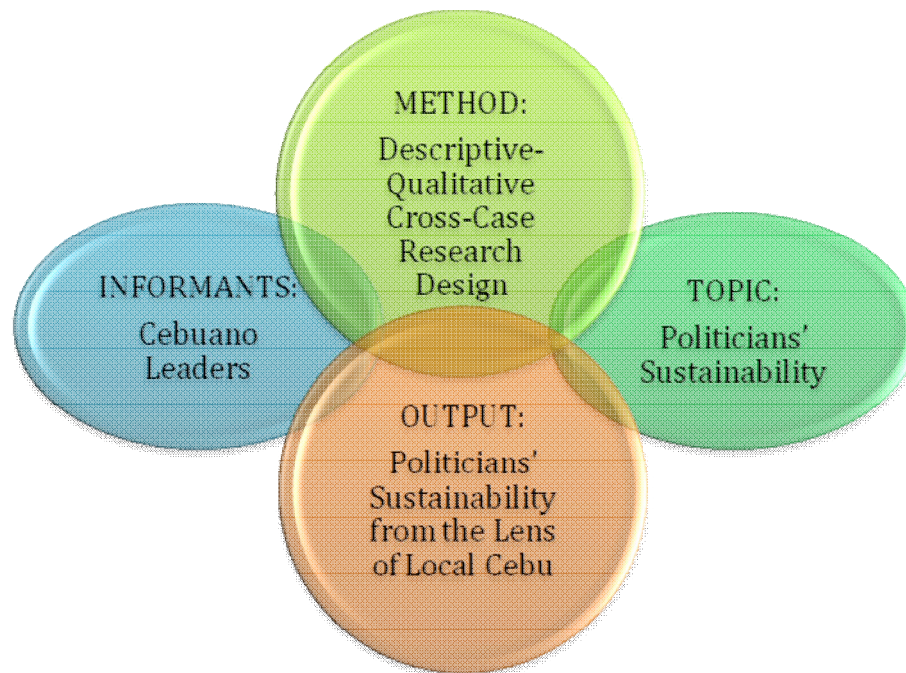 METHOD:
Descriptive-
Qualitative
Cross-Case
Research
Design
INFORMANTS:
Cebuano
Leaders
TOPIC:
Politicians'
Sustainability
OUTPUT:
Politicians'
Sustainability
from the Lens
of Local Cebu